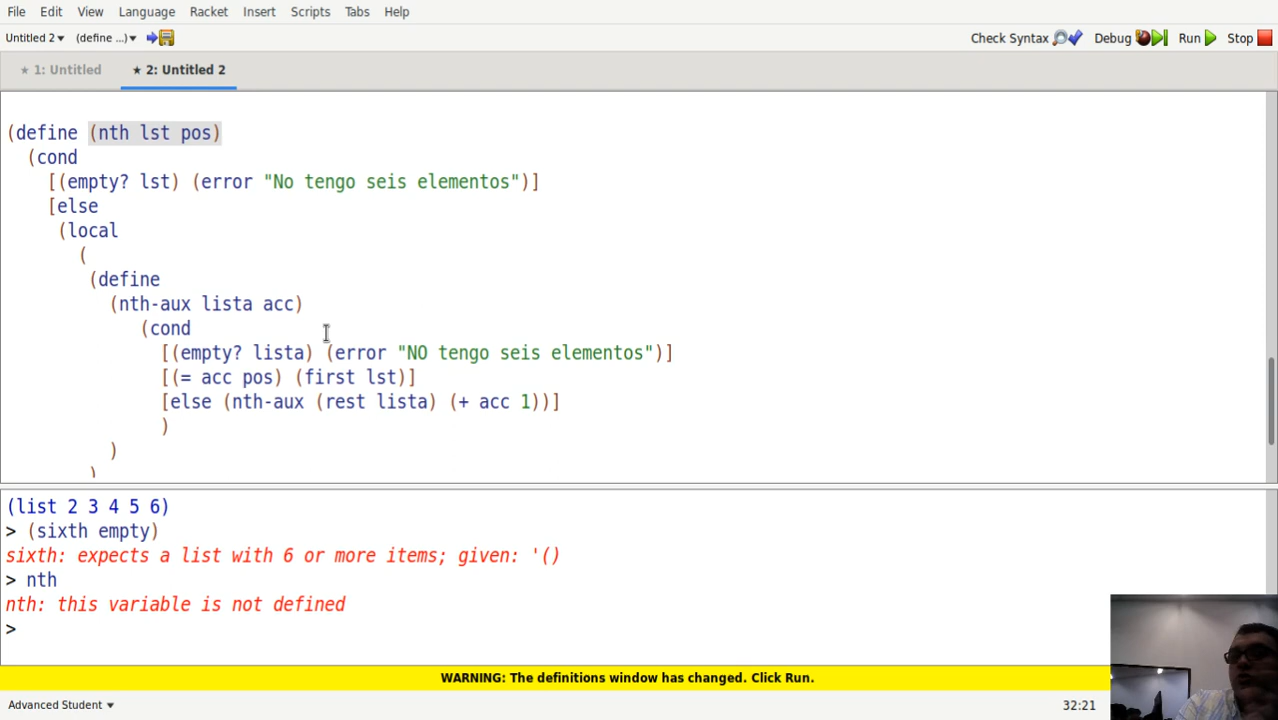 File Edit View Language Racket Insert Scripts Tabs Help
Untitled 2▾ (define ...)▾ Check Syntax Debug Run Stop
★ 1: Untitled ★ 2: Untitled 2
(define (nth lst pos)
(cond
[(empty? lst) (error "No tengo seis elementos")]
[else
(local
(
(define
(nth-aux lista acc)
(cond
[(empty? lista) (error "NO tengo seis elementos")]
[(= acc pos) (first lst)]
[else (nth-aux (rest lista) (+ acc 1))]
)
)
)
(list 2 3 4 5 6)
> (sixth empty)
sixth: expects a list with 6 or more items; given: '()
> nth
nth: this variable is not defined
>
WARNING: The definitions window has changed. Click Run.
Advanced Student ▾ 32:21